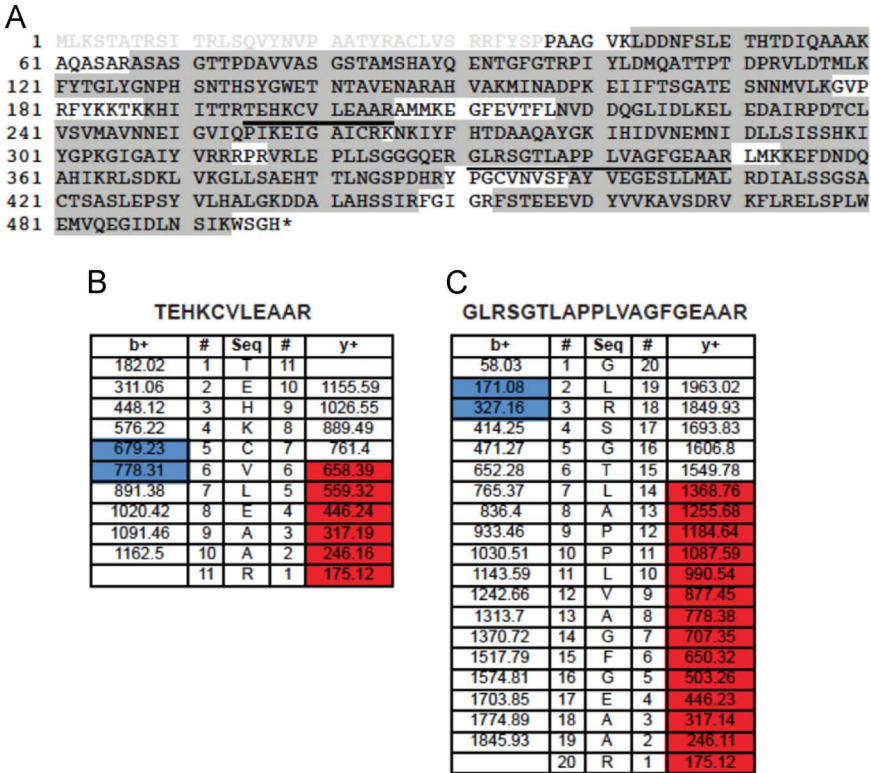 A
1 MLKSTATRSI TRLSQVYNVP AATYRACLVS RRFYSPPAAG VKLDDNFSLE THTDIQAAAK
61 AQASARASAS GTTPDAVVAS GSTAMSHAYQ ENTGFGTRPI YLDMQATTPT DPRVLDTMLK
121 FYTGLYGNPH SNTHSYGWET NTAVENARAH VAKMINADPK EIIFTSGATE SNNMVLKGVP
181 RFYKKTKKHI ITTRTEHKCV LEAARAMMKE GFEVTFLNVD DQGLIDLKEL EDAIRPDTCL
241 VSVMAVNNEI GVIQPIKEIG AICRKNKIYF HTDAAQAYGK IHIDVNEMNI DLLSISSHKI
301 YGPKGIGAIY VRRRPRVRLE PLLSGGGQER GLRSGTLAPP LVAGFGEAAR LMKKEFDNDQ
361 AHIKRLSDKL VKGLLSAEHT TLNGSPDHRY PGCVNVSFAY VEGESLLMAL RDIALSSGSA
421 CTSASLEPSY VLHALGKDDA LAHSSIRFGI GRFSTEEEVD YVVKAVSDRV KFLRELSPLW
481 EMVQEGIDLN SIKWSGH*
B
TEHKCVLEAAR
b+ # Seq # y+
182.02 1 T 11
311.06 2 E 10 1155.59
448.12 3 H 9 1026.55
576.22 4 K 8 889.49
679.23 5 C 7 761.4
778.31 6 V 6 658.39
891.38 7 L 5 559.32
1020.42 8 E 4 446.24
1091.46 9 A 3 317.19
1162.5 10 A 2 246.16
11 R 1 175.12
C
GLRSGTLAPPLVAGFGEAAR
b+ # Seq # y+
58.03 1 G 20
171.08 2 L 19 1963.02
327.16 3 R 18 1849.93
414.25 4 S 17 1693.83
471.27 5 G 16 1606.8
652.28 6 T 15 1549.78
765.37 7 L 14 1368.76
836.4 8 A 13 1255.68
933.46 9 P 12 1184.64
1030.51 10 P 11 1087.59
1143.59 11 L 10 990.54
1242.66 12 V 9 877.45
1313.7 13 A 8 778.38
1370.72 14 G 7 707.35
1517.79 15 F 6 650.32
1574.81 16 G 5 503.26
1703.85 17 E 4 446.23
1774.89 18 A 3 317.14
1845.93 19 A 2 246.11
20 R 1 175.12